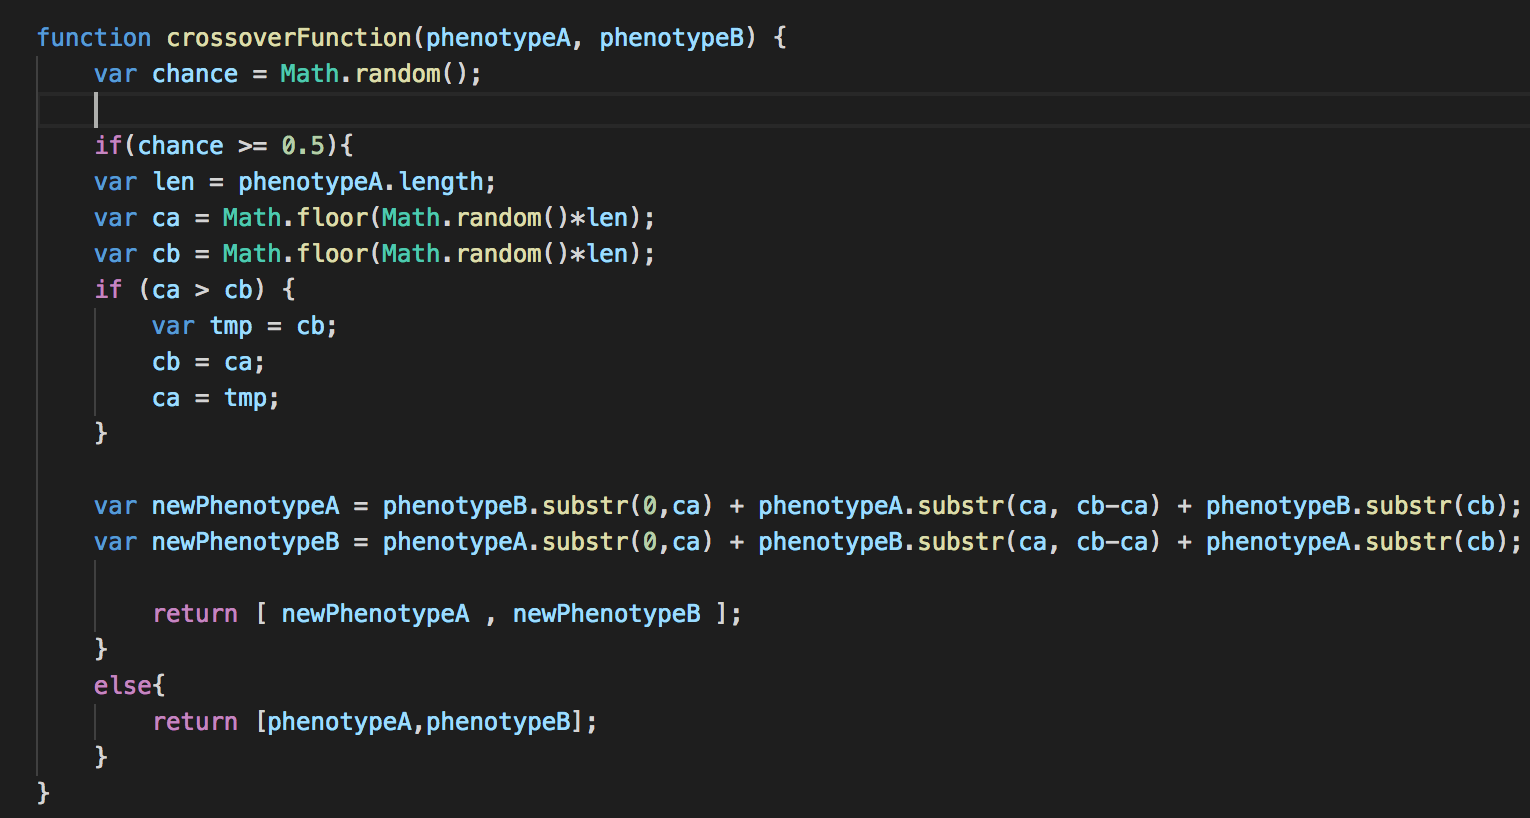 function crossoverFunction(phenotypeA, phenotypeB) {
    var chance = Math.random();

    if(chance >= 0.5){
    var len = phenotypeA.length;
    var ca = Math.floor(Math.random()*len);
    var cb = Math.floor(Math.random()*len);
    if (ca > cb) {
        var tmp = cb;
        cb = ca;
        ca = tmp;
    }

    var newPhenotypeA = phenotypeB.substr(0,ca) + phenotypeA.substr(ca, cb-ca) + phenotypeB.substr(cb);
    var newPhenotypeB = phenotypeA.substr(0,ca) + phenotypeB.substr(ca, cb-ca) + phenotypeA.substr(cb);

        return [ newPhenotypeA , newPhenotypeB ];
    }
    else{
        return [phenotypeA,phenotypeB];
    }
}